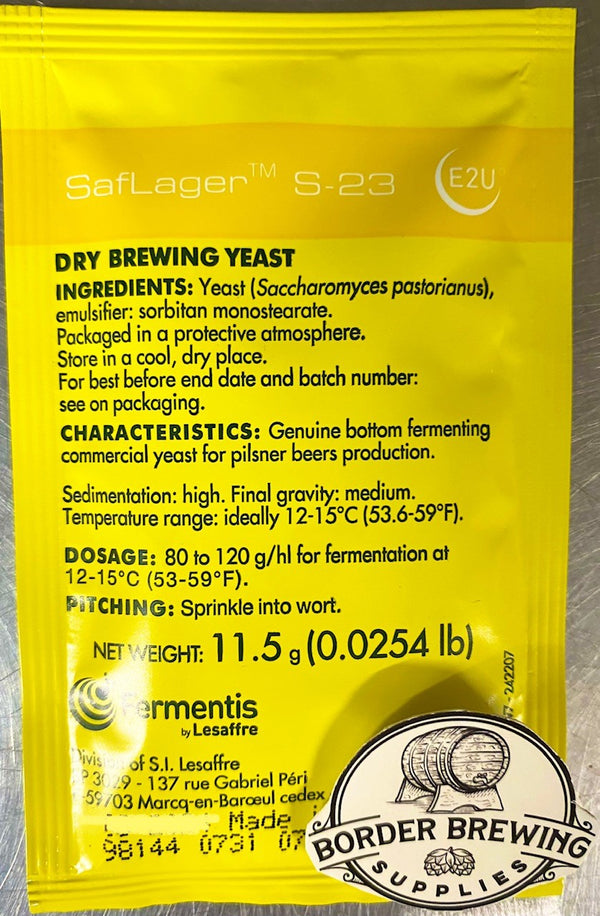 SafLager™ S-23
E2U
DRY BREWING YEAST
INGREDIENTS: Yeast (Saccharomyces pastorianus),
emulsifier: sorbitan monostearate.
Packaged in a protective atmosphere.
Store in a cool, dry place.
For best before end date and batch number:
see on packaging.
CHARACTERISTICS: Genuine bottom fermenting
commercial yeast for pilsner beers production.
Sedimentation: high. Final gravity: medium.
Temperature range: ideally 12-15°C (53.6-59°F).
DOSAGE: 80 to 120 g/hl for fermentation at
12-15°C (53-59°F).
PITCHING: Sprinkle into wort.
NET WEIGHT: 11.5 g (0.0254 lb)
Fermentis
by Lesaffre
of S.I. Lesaffre
- 137 rue Gabriel Péri
59703 Marcq-en-Barœul cedex
Made
98144 0731 07
- 242207
BORDER BREWING
SUPPLIES